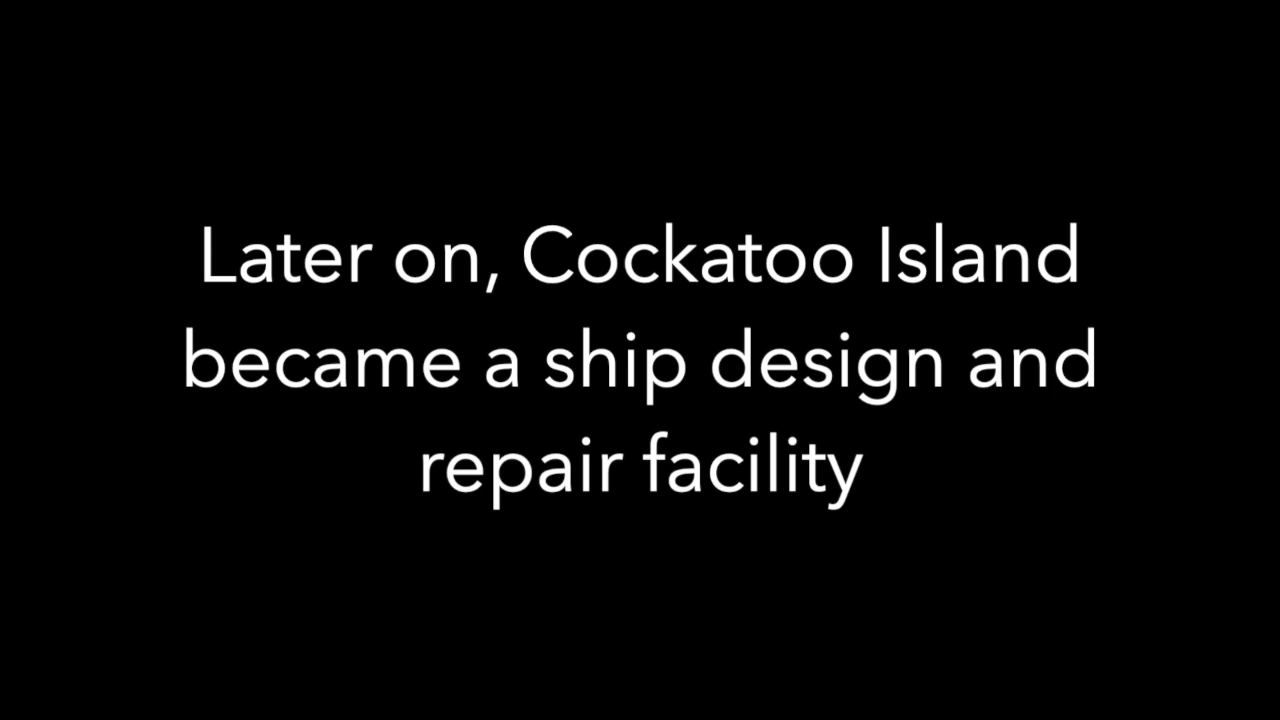 Later on, Cockatoo Island
became a ship design and
repair facility